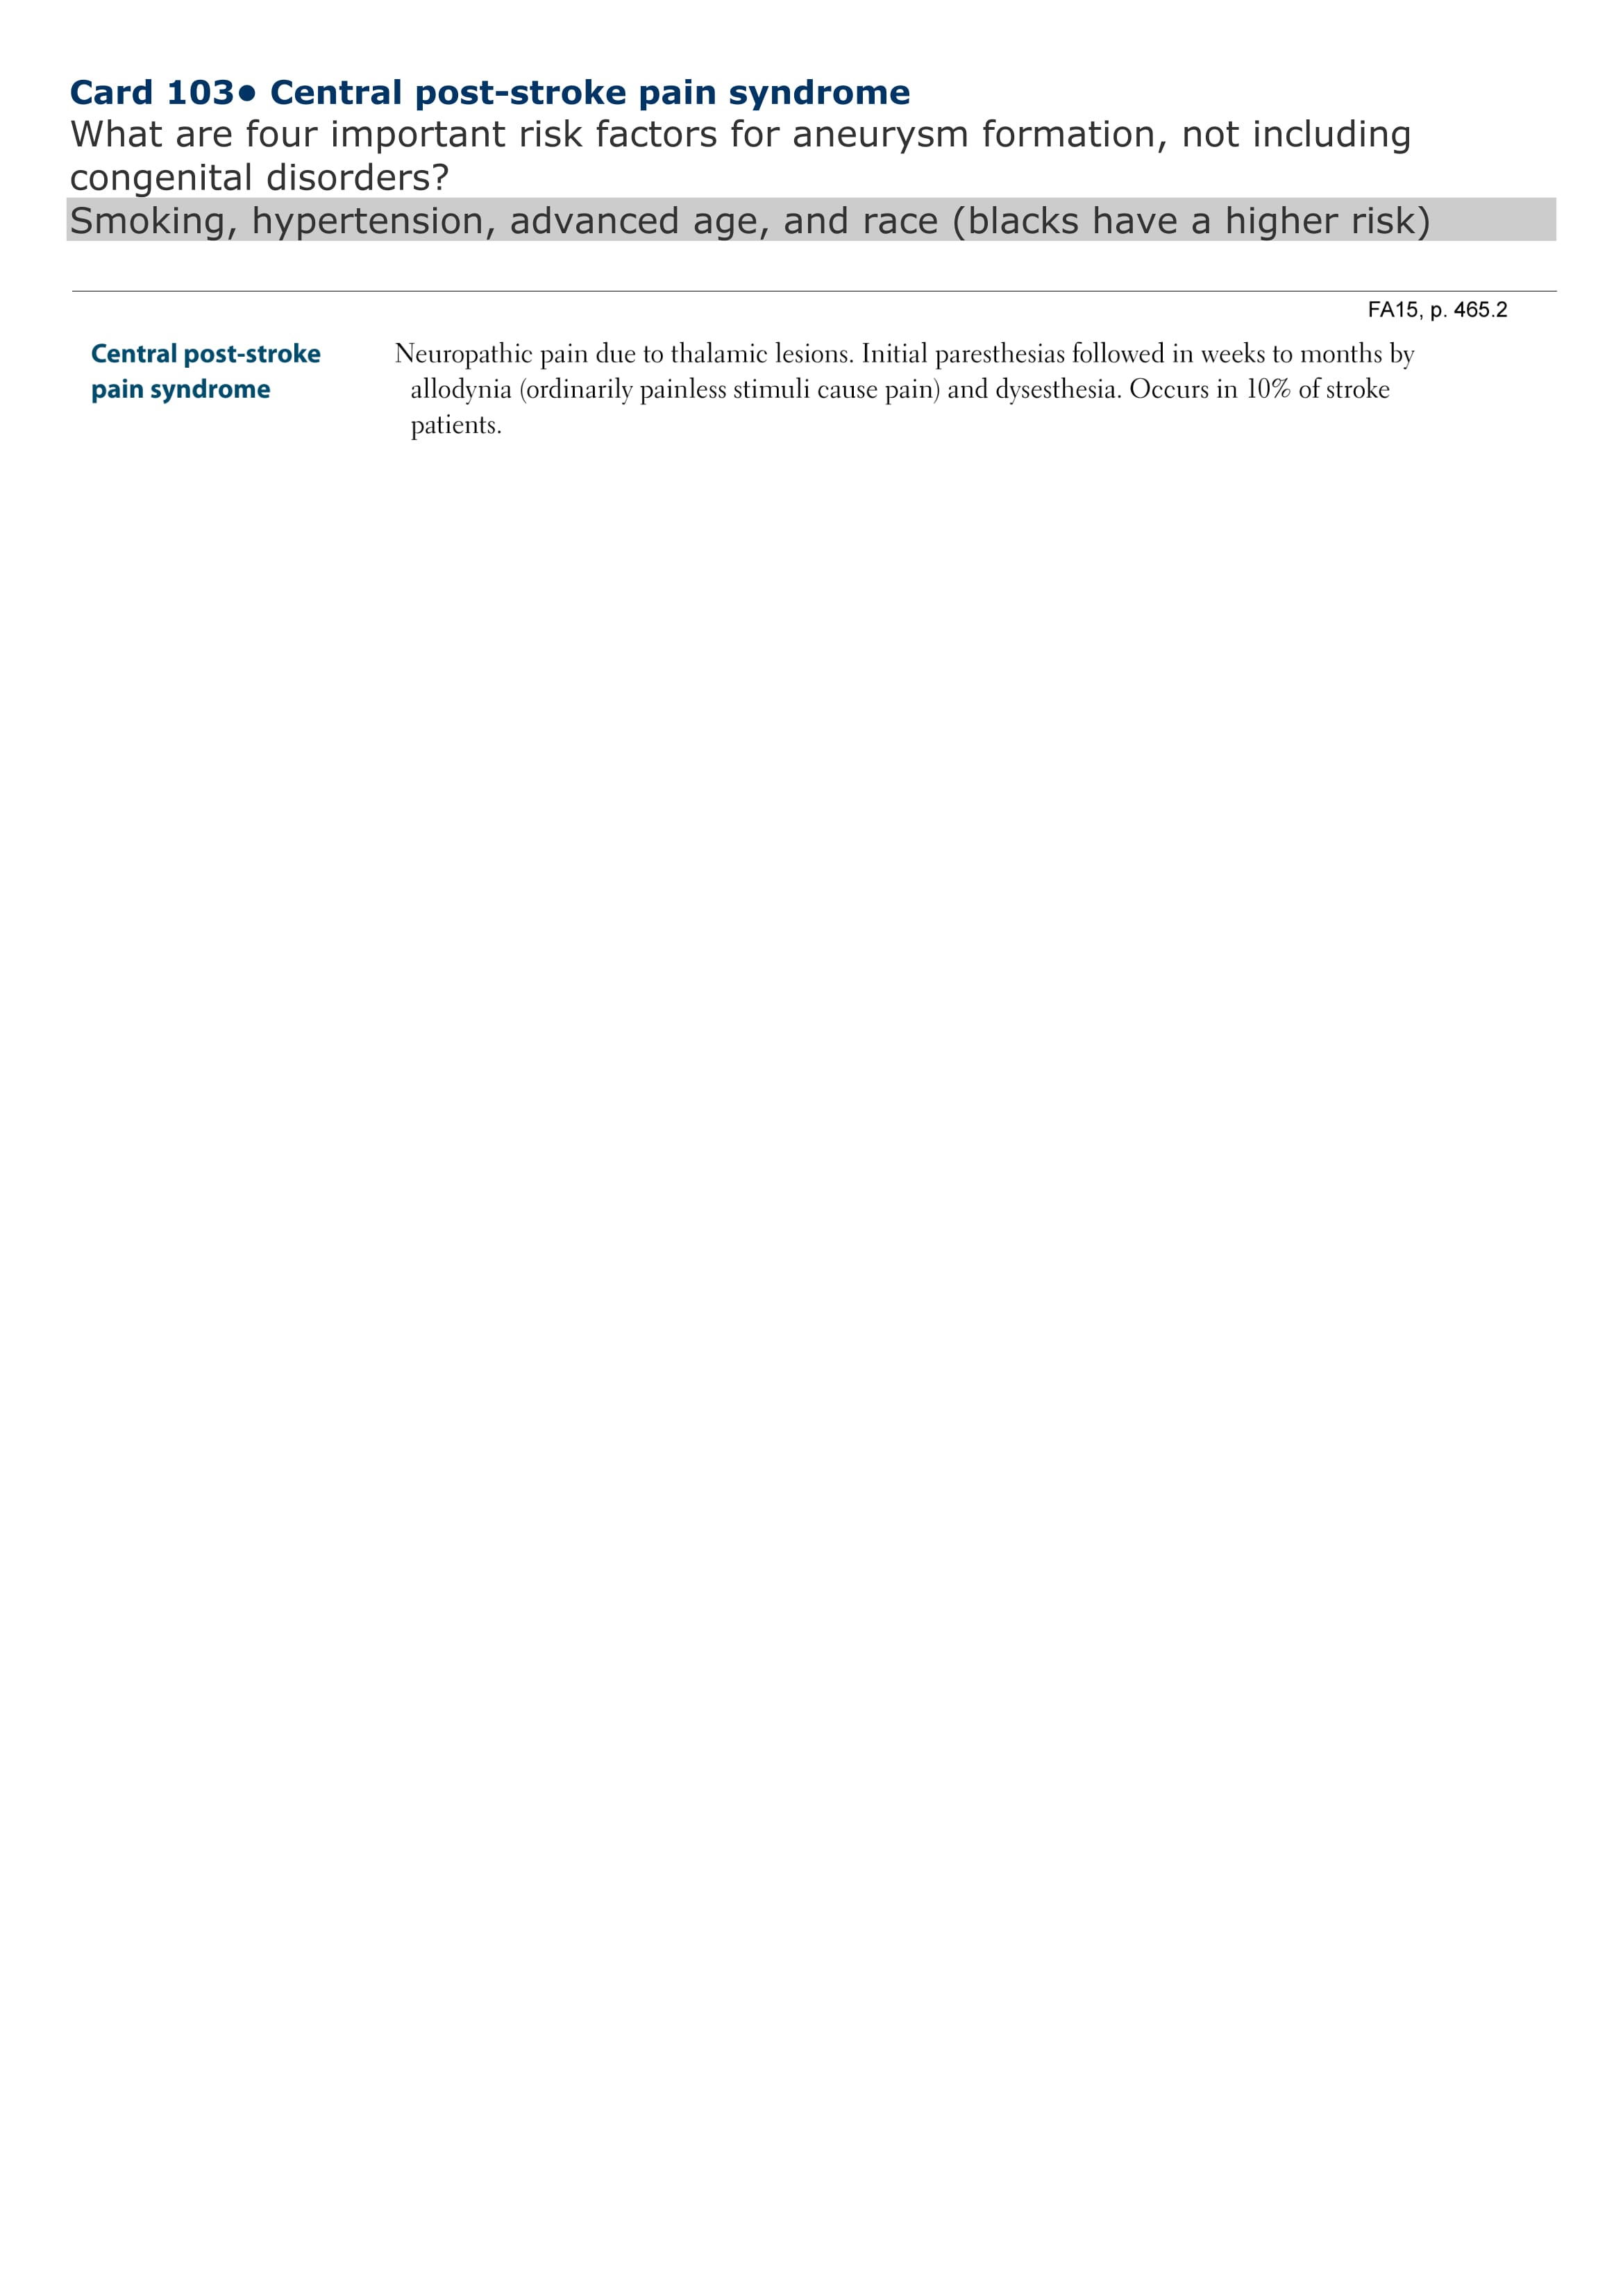 Card 103● Central post-stroke pain syndrome
What are four important risk factors for aneurysm formation, not including
congenital disorders?
Smoking, hypertension, advanced age, and race (blacks have a higher risk)
FA15, p. 465.2
Central post-stroke
pain syndrome
Neuropathic pain due to thalamic lesions. Initial paresthesias followed in weeks to months by
allodynia (ordinarily painless stimuli cause pain) and dysesthesia. Occurs in 10% of stroke
patients.